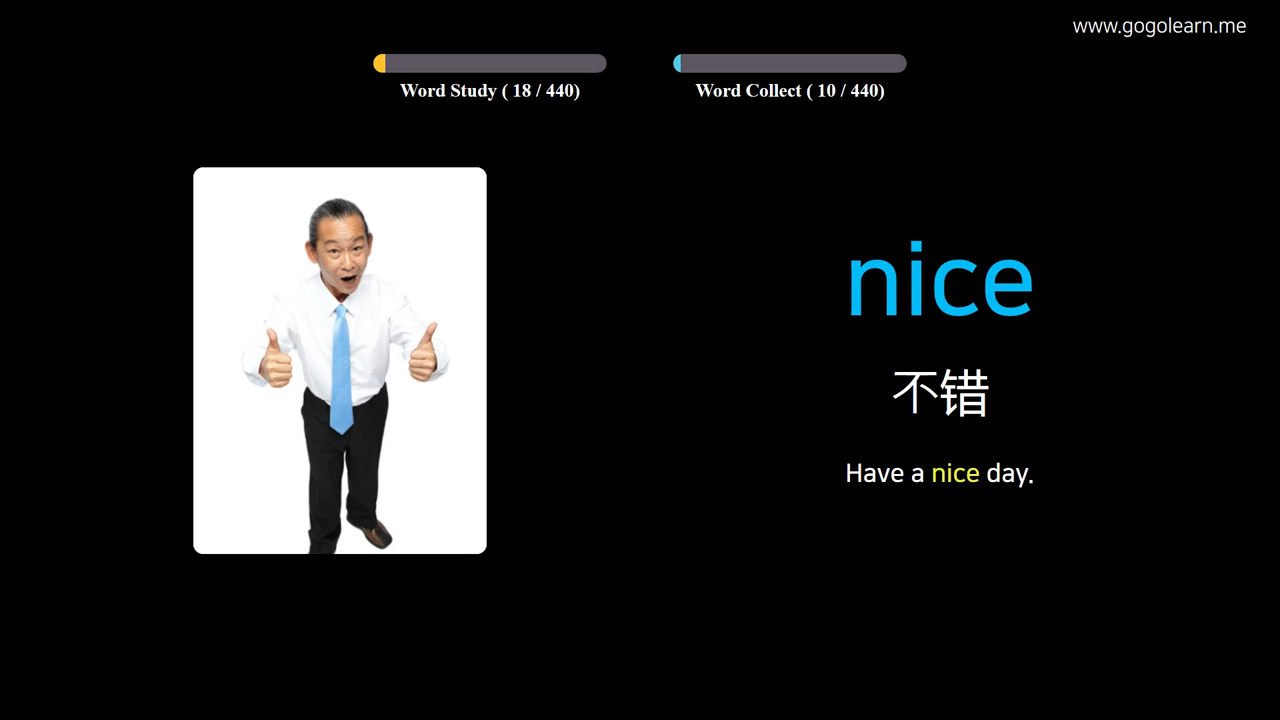 www.gogolearn.me
Word Study ( 18 / 440)
Word Collect ( 10 / 440)
nice
不错
Have a nice day.